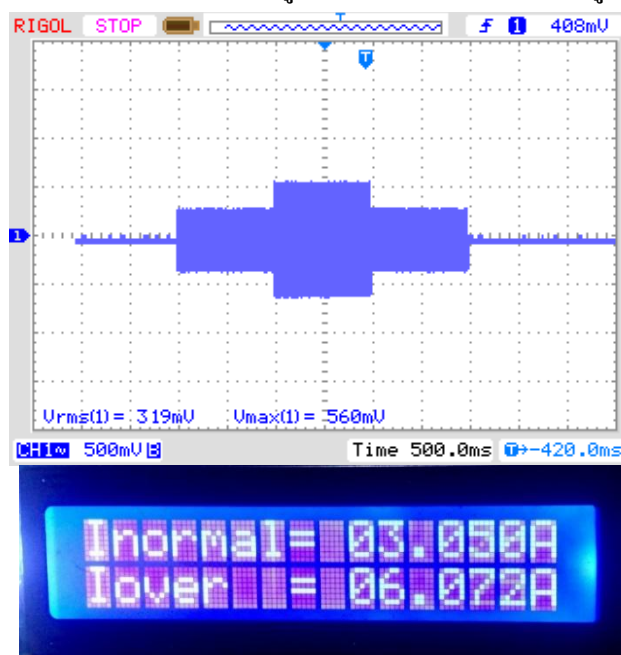 RIGOL STOP T 1 408mV
T
1
Vrms(1)= 319mV Vmax(1)= 560mV
CH1~ 500mV B Time 500.0ms T→-420.0ms
Inormal= 03.050A
Iover = 06.072A